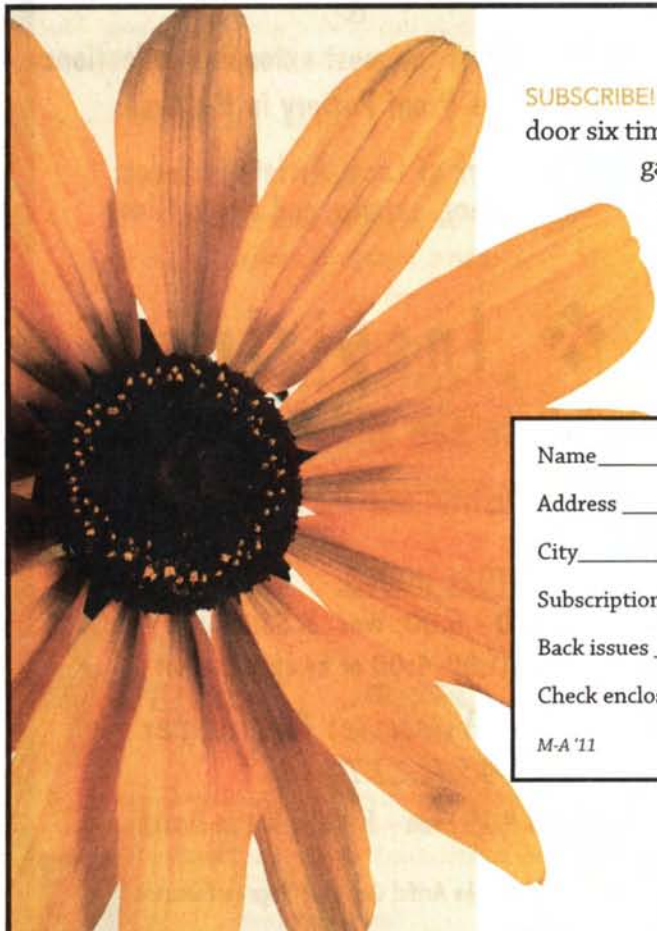 SUBSCRIBE!
door six tim
ga
Name
Address
City
Subscription
Back issues
Check enclos
M-A '11